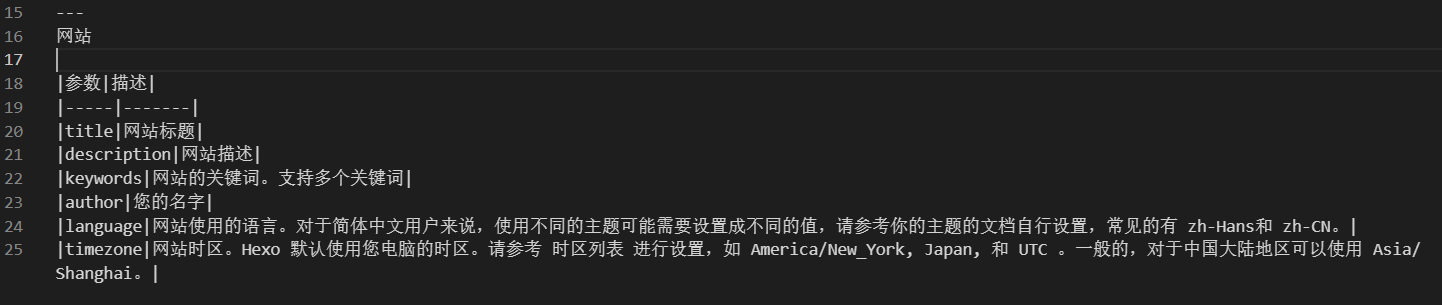 15 ---
16 网站
17
18 |参数|描述|
19 |-----|-------|
20 |title|网站标题|
21 |description|网站描述|
22 |keywords|网站的关键词。支持多个关键词|
23 |author|您的名字|
24 |language|网站使用的语言。对于简体中文用户来说，使用不同的主题可能需要设置成不同的值，请参考你的主题的文档自行设置，常见的有 zh-Hans和 zh-CN。|
25 |timezone|网站时区。Hexo 默认使用您电脑的时区。请参考 时区列表 进行设置，如 America/New_York, Japan, 和 UTC 。一般的，对于中国大陆地区可以使用 Asia/
Shanghai。|